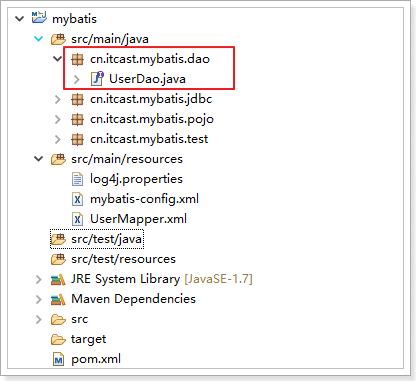 mybatis
src/main/java
cn.itcast.mybatis.dao
UserDao.java
cn.itcast.mybatis.jdbc
cn.itcast.mybatis.pojo
cn.itcast.mybatis.test
src/main/resources
log4j.properties
mybatis-config.xml
UserMapper.xml
src/test/java
src/test/resources
JRE System Library [JavaSE-1.7]
Maven Dependencies
src
target
pom.xml